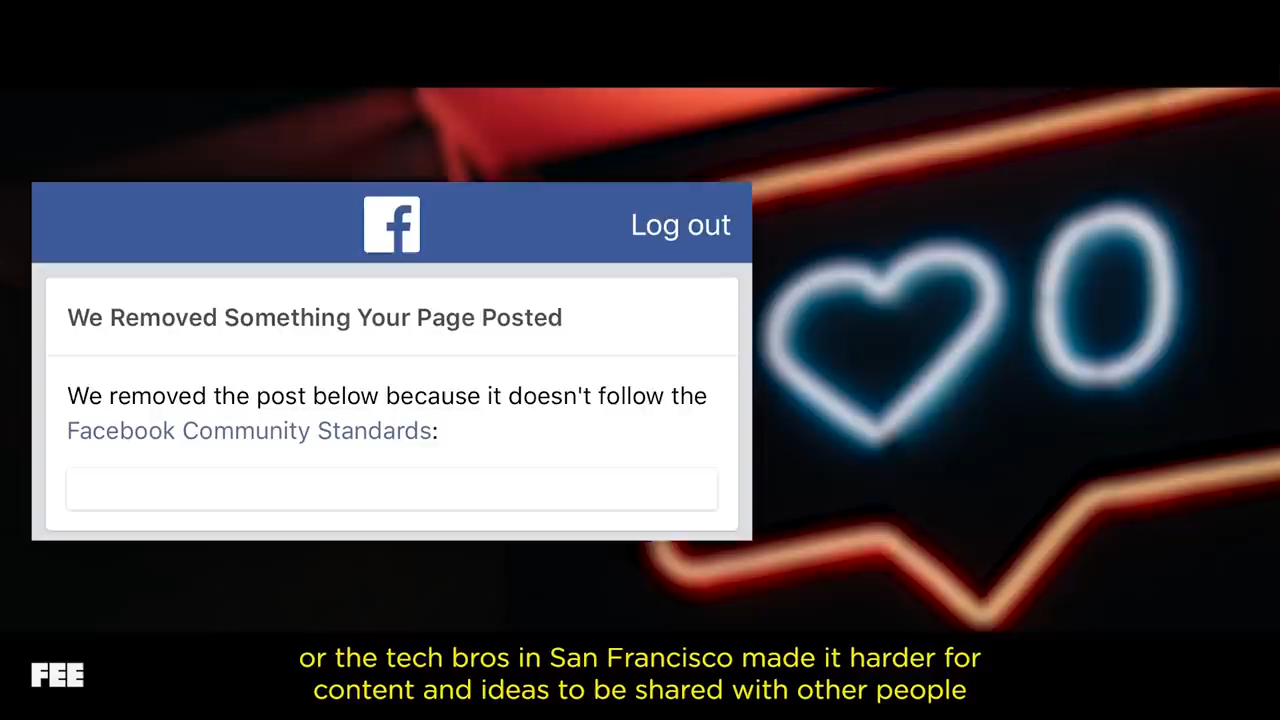 f
Log out
We Removed Something Your Page Posted
We removed the post below because it doesn't follow the
Facebook Community Standards:
0
FEE
or the tech bros in San Francisco made it harder for
content and ideas to be shared with other people